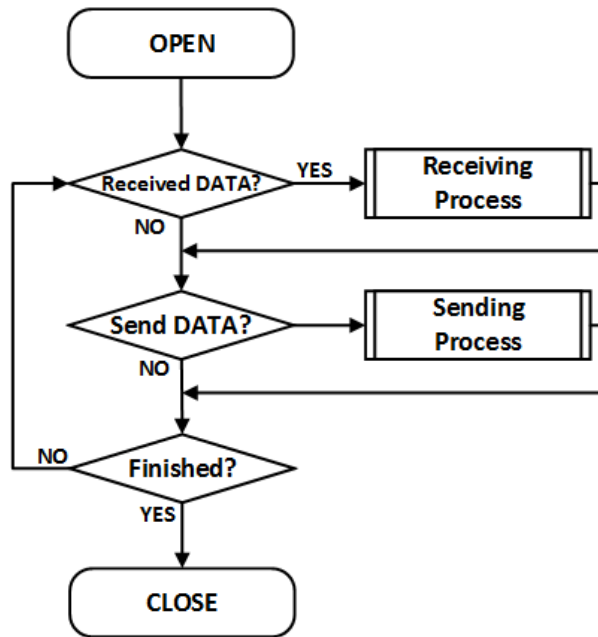 OPEN
Received DATA?
YES
Receiving
Process
NO
Send DATA?
Sending
Process
NO
NO
Finished?
YES
CLOSE